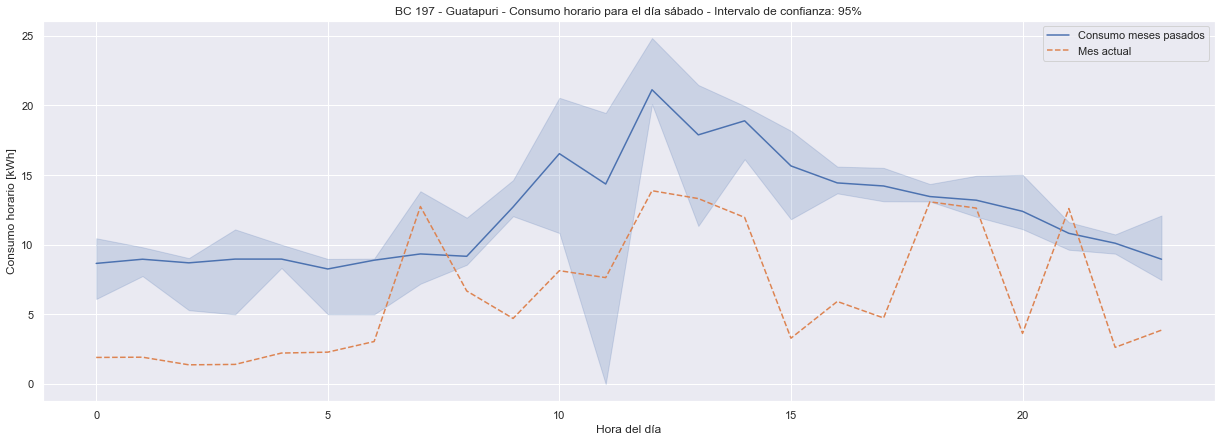 BC 197 - Guatapuri - Consumo horario para el día sábado - Intervalo de confianza: 95%
Consumo meses pasados
Mes actual
Consumo horario [kWh]
25
20
15
10
5
0
0 5 10 15 20
Hora del día